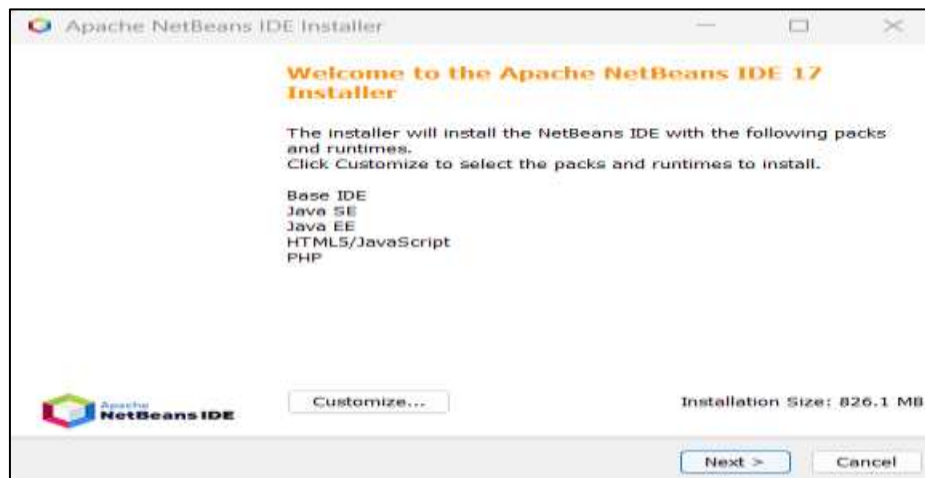 Apache NetBeans IDE Installer
Welcome to the Apache NetBeans IDE 17
Installer
The installer will install the NetBeans IDE with the following packs
and runtimes.
Click Customize to select the packs and runtimes to install.
Base IDE
Java SE
Java EE
HTML5/JavaScript
PHP
Apache
NetBeans IDE
Customize...
Installation Size: 826.1 MB
Next >
Cancel